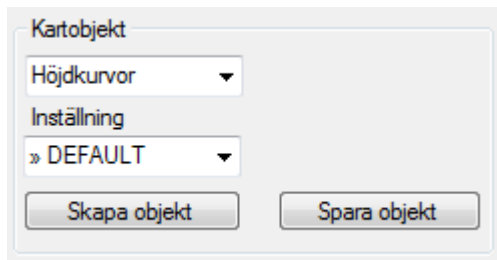 Kartobjekt
Höjdkurvor
Inställning
» DEFAULT
Skapa objekt Spara objekt